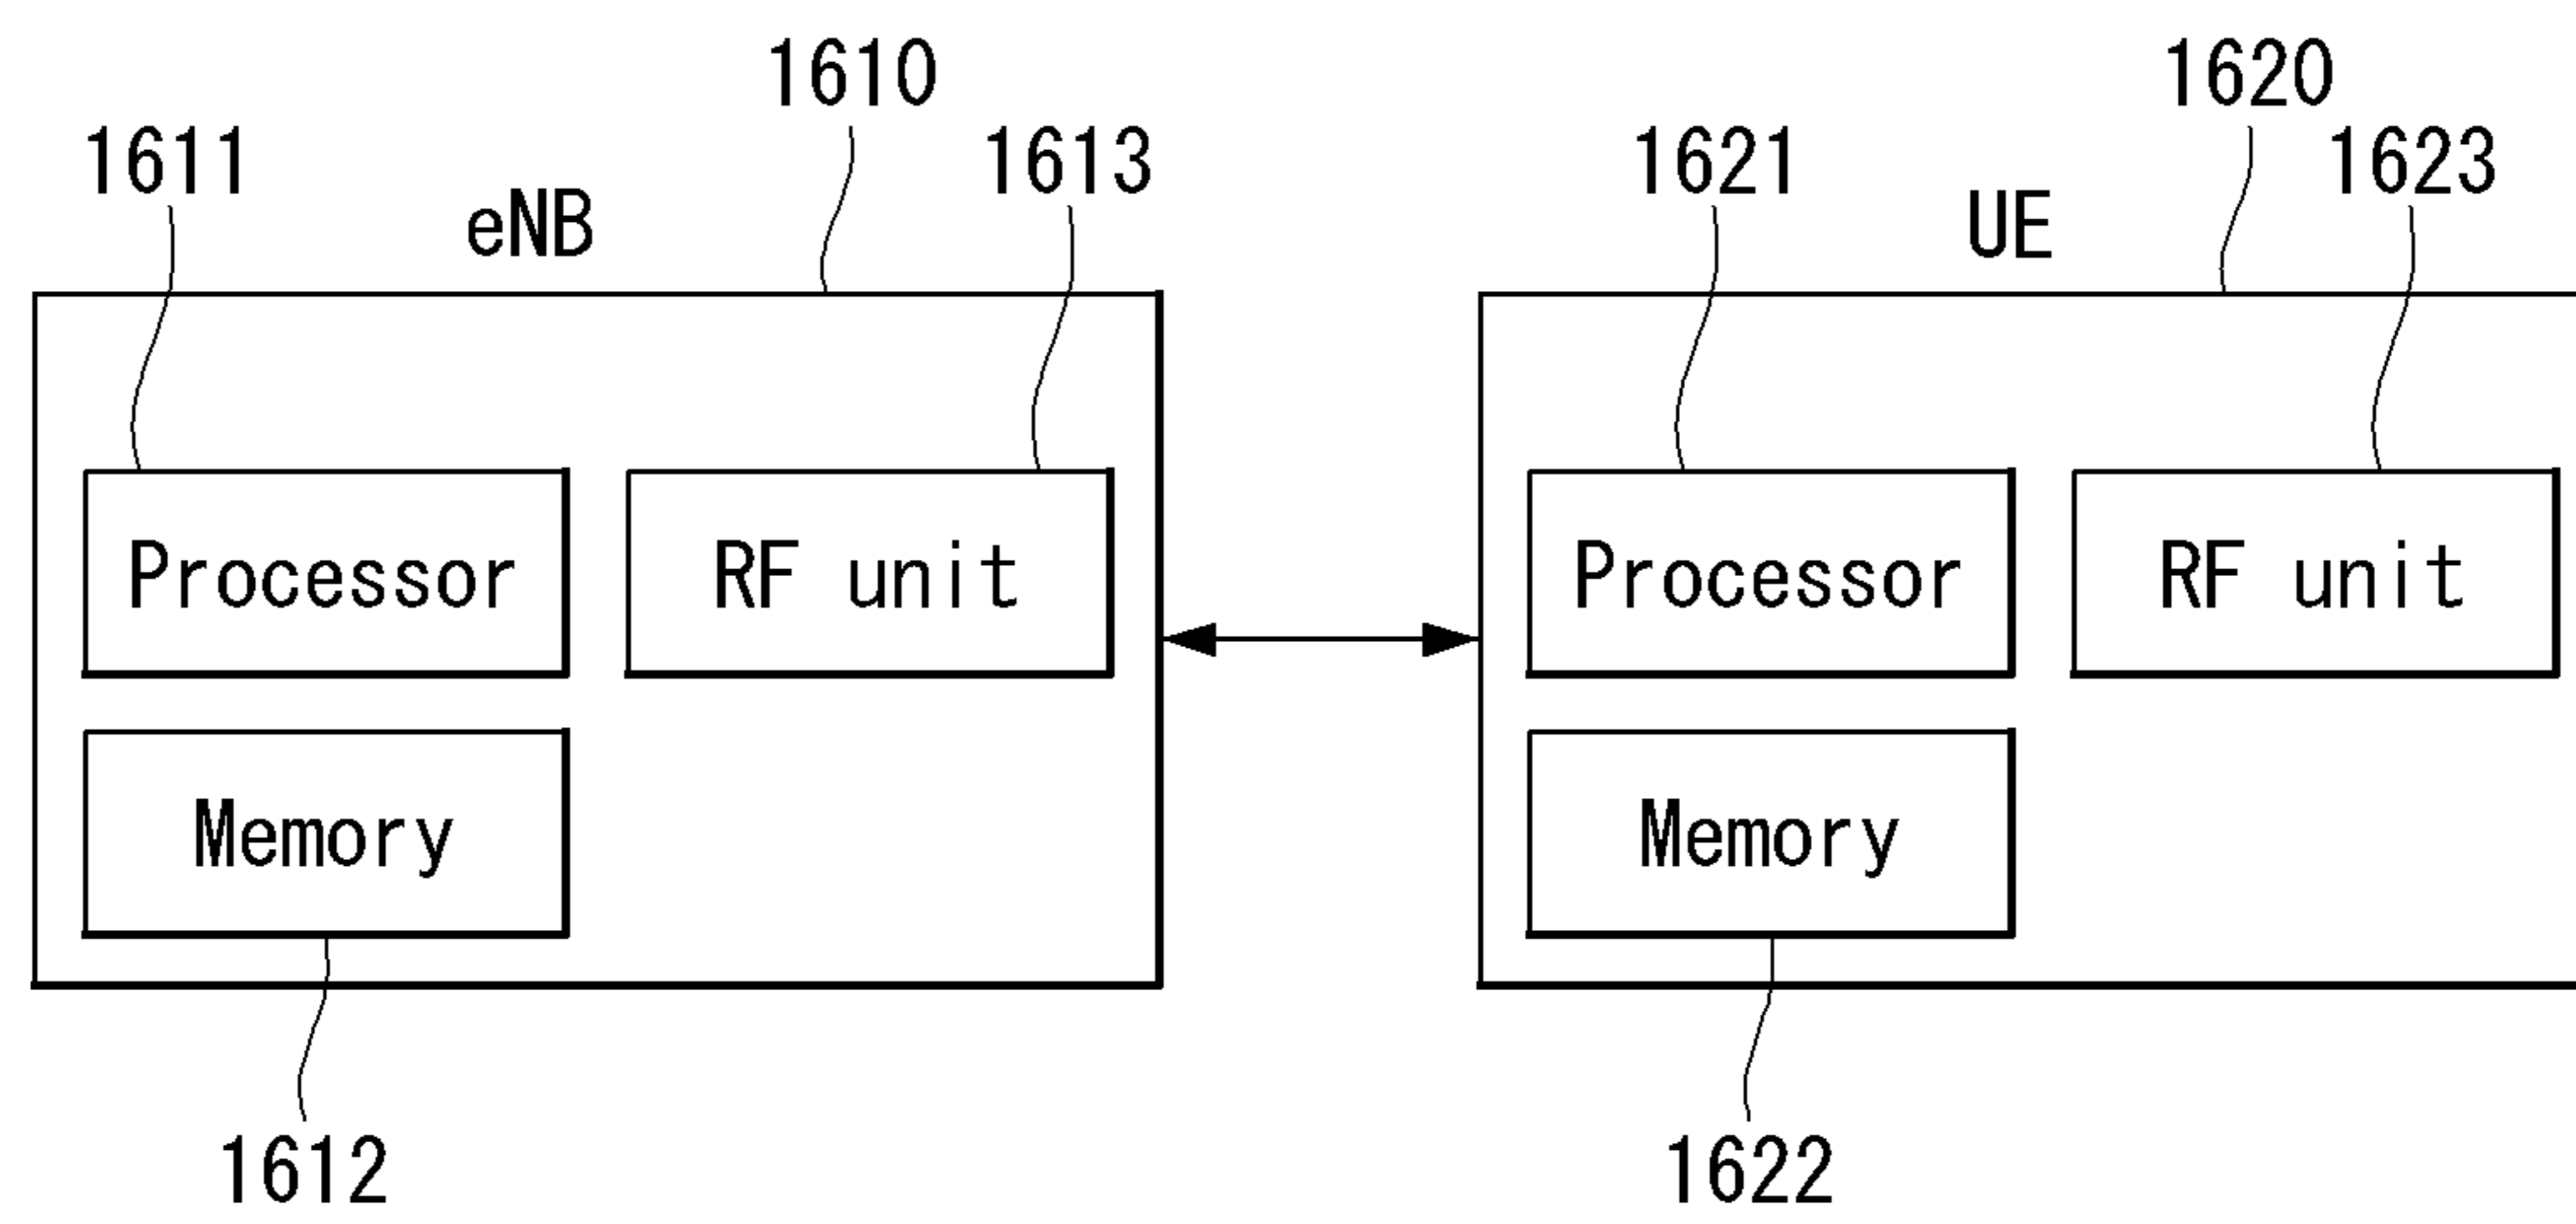 1610
1620
1611
1613
1621
1623
eNB
UE
Processor
RF unit
Processor
RF unit
Memory
Memory
1612
1622